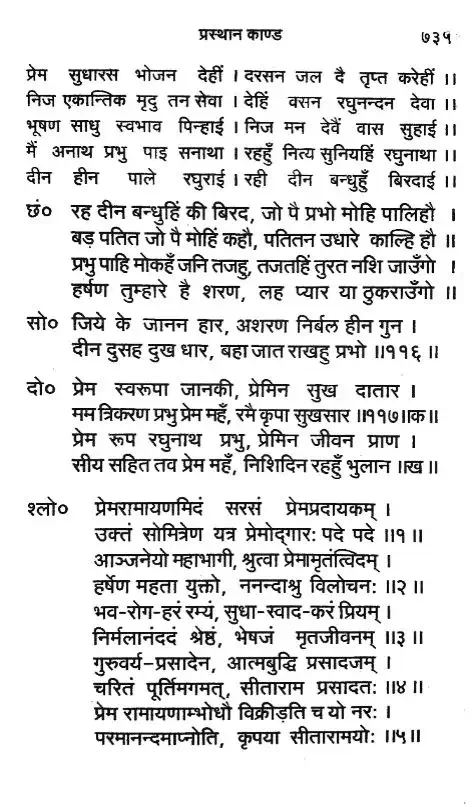 प्रस्थान काण्ड ७३५
प्रेम सुधारस भोजन देहीं । दरसन जल दै तृप्त करेहीं ।।
निज एकान्तिक मृदु तन सेवा । देहिं वसन रघुनन्दन देवा ।।
भूषण साधु स्वभाव पिन्हाई । निज मन देवैं वास सुहाई ।।
मैं अनाथ प्रभु पाइ सनाथा । रहहुँ नित्य सुनियहिं रघुनाथा ।।
दीन हीन पाले रघुराई । रही दीन बन्धुहुँ बिरदाई ।।
छं० रह दीन बन्धुहिं की बिरद, जो पै प्रभो मोहि पालिहौ ।
बड़ पतित जो पै मोहिं कहौ, पतितन उधारे काल्हि हौ ।।
प्रभु पाहि मोकहँ जनि तजहु, तजतहिं तुरत नशि जाउँगो ।
हर्षण तुम्हारे है शरण, लह प्यार या ठुकराउँगो ।।
सो० जिये के जानन हार, अशरण निर्बल हीन गुन ।
दीन दुसह दुख धार, बहा जात राखहु प्रभो ।।११६।।
दो० प्रेम स्वरूपा जानकी, प्रेमिन सुख दातार ।
मम त्रिकरण प्रभु प्रेम महँ, रमै कृपा सुखसार ।।११७।।क।।
प्रेम रूप रघुनाथ प्रभु, प्रेमिन जीवन प्राण ।
सीय सहित तव प्रेम महँ, निशिदिन रहहुँ भुलान ।।ख।।
श्लो० प्रेमरामायणमिदं सरसं प्रेमप्रदायकम् ।
उक्तं सोमित्रेण यत्र प्रेमोद्गारः पदे पदे ।।१।।
आञ्जनेयो महाभागी, श्रुत्वा प्रेमामृतंत्विदम् ।
हर्षेण महता युक्तो, ननन्दाश्रु विलोचनः ।।२।।
भव-रोग-हरं रम्यं, सुधा-स्वाद-करं प्रियम् ।
निर्मलानंददं श्रेष्ठं, भेषजं मृतजीवनम् ।।३।।
गुरुवर्य-प्रसादेन, आत्मबुद्धि प्रसादजम् ।
चरितं पूर्तिमगमत्, सीताराम प्रसादतः ।।४।।
प्रेम रामायणाम्भोधौ विक्रीड़ति च यो नरः ।
परमानन्दमाप्नोति, कृपया सीतारामयोः ।।५।।